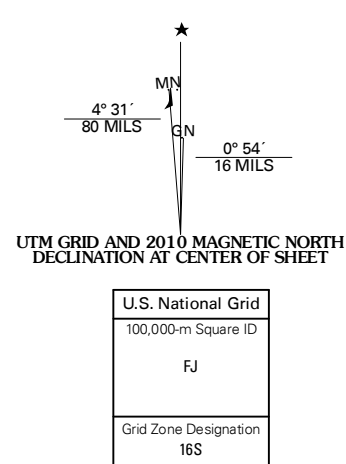 MN
4° 31´
80 MILS
GN
0° 54´
16 MILS
UTM GRID AND 2010 MAGNETIC NORTH
DECLINATION AT CENTER OF SHEET
U.S. National Grid
100,000-m Square ID
FJ
Grid Zone Designation
16S